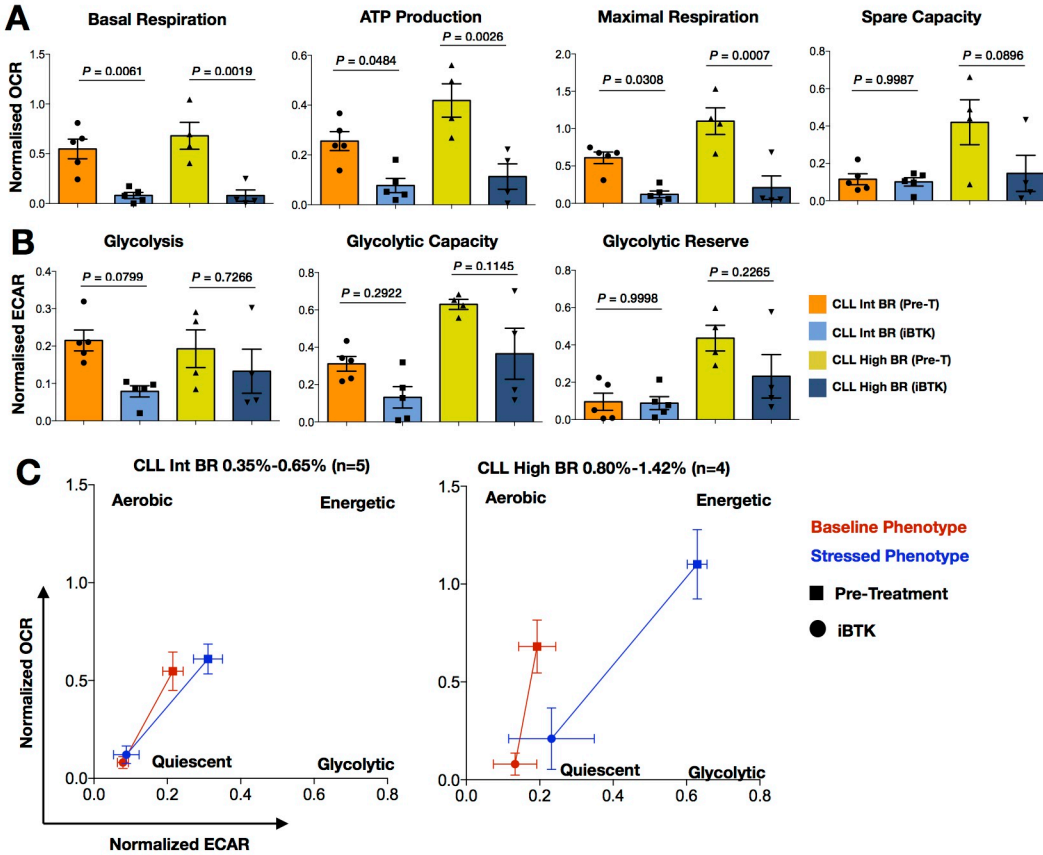 A
Basal Respiration
ATP Production
Maximal Respiration
Spare Capacity
Normalised OCR
1.5
1.0
0.5
0.0
P = 0.0061
P = 0.0019
0.6
0.4
0.2
0.0
P = 0.0484
P = 0.0026
2.0
1.5
1.0
0.5
0.0
P = 0.0308
P = 0.0007
0.8
0.6
0.4
0.2
0.0
P = 0.9987
P = 0.0896
B
Glycolysis
Glycolytic Capacity
Glycolytic Reserve
Normalised ECAR
0.4
0.3
0.2
0.1
0.0
P = 0.0799
P = 0.7266
0.8
0.6
0.4
0.2
0.0
P = 0.2922
P = 0.1145
0.8
0.6
0.4
0.2
0.0
P = 0.9998
P = 0.2265
CLL Int BR (Pre-T)
CLL Int BR (iBTK)
CLL High BR (Pre-T)
CLL High BR (iBTK)
C
CLL Int BR 0.35%-0.65% (n=5)
1.5
1.0
0.5
0.0
Aerobic
Energetic
Quiescent
Glycolytic
0.0
0.2
0.4
0.6
0.8
Normalized OCR
Normalized ECAR
CLL High BR 0.80%-1.42% (n=4)
1.5
1.0
0.5
0.0
Aerobic
Energetic
Quiescent
Glycolytic
0.0
0.2
0.4
0.6
0.8
Baseline Phenotype
Stressed Phenotype
Pre-Treatment
iBTK